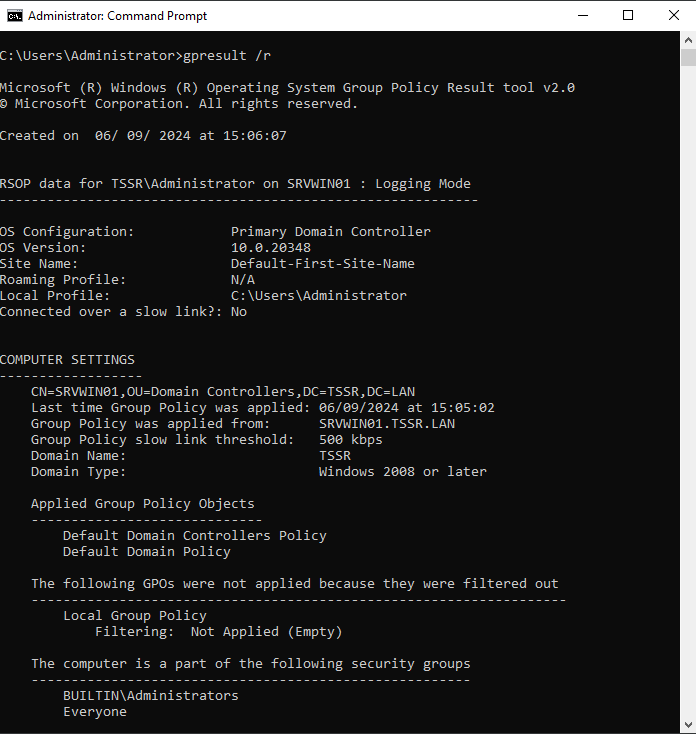 Administrator: Command Prompt
C:\Users\Administrator>gpresult /r
Microsoft (R) Windows (R) Operating System Group Policy Result tool v2.0
© Microsoft Corporation. All rights reserved.
Created on  06/ 09/ 2024 at 15:06:07
RSOP data for TSSR\Administrator on SRVWIN01 : Logging Mode
------------------------------------------------------------
OS Configuration:            Primary Domain Controller
OS Version:                  10.0.20348
Site Name:                   Default-First-Site-Name
Roaming Profile:             N/A
Local Profile:               C:\Users\Administrator
Connected over a slow link?: No
COMPUTER SETTINGS
------------------
    CN=SRVWIN01,OU=Domain Controllers,DC=TSSR,DC=LAN
    Last time Group Policy was applied: 06/09/2024 at 15:05:02
    Group Policy was applied from:      SRVWIN01.TSSR.LAN
    Group Policy slow link threshold:   500 kbps
    Domain Name:                        TSSR
    Domain Type:                        Windows 2008 or later
    Applied Group Policy Objects
    -----------------------------
        Default Domain Controllers Policy
        Default Domain Policy
    The following GPOs were not applied because they were filtered out
    -------------------------------------------------------------------
        Local Group Policy
            Filtering:  Not Applied (Empty)
    The computer is a part of the following security groups
    -------------------------------------------------------
        BUILTIN\Administrators
        Everyone